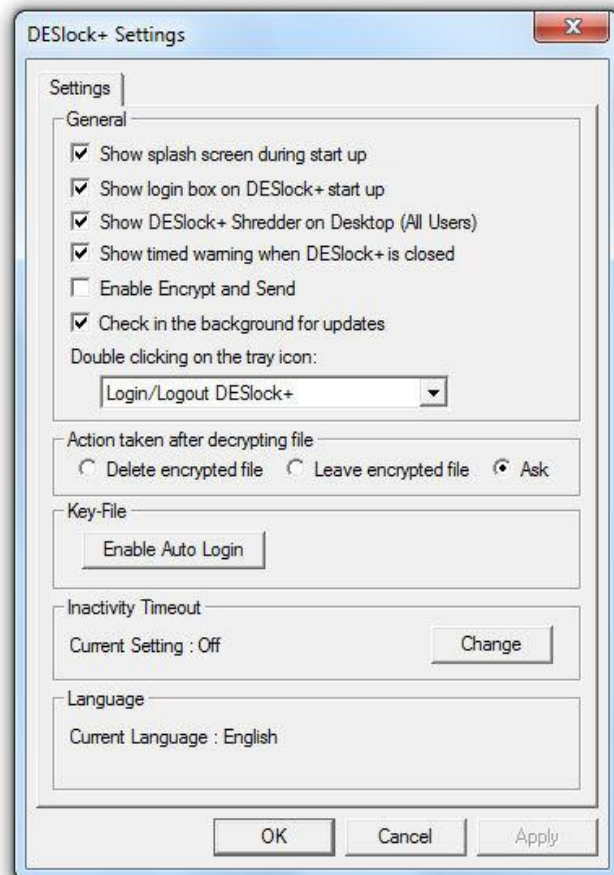 DESlock+ Settings
Settings
General
Show splash screen during start up
Show login box on DESlock+ start up
Show DESlock+ Shredder on Desktop (All Users)
Show timed warning when DESlock+ is closed
Enable Encrypt and Send
Check in the background for updates
Double clicking on the tray icon:
Login/Logout DESlock+
Action taken after decrypting file
Delete encrypted file Leave encrypted file Ask
Key-File
Enable Auto Login
Inactivity Timeout
Current Setting : Off Change
Language
Current Language : English
OK Cancel Apply